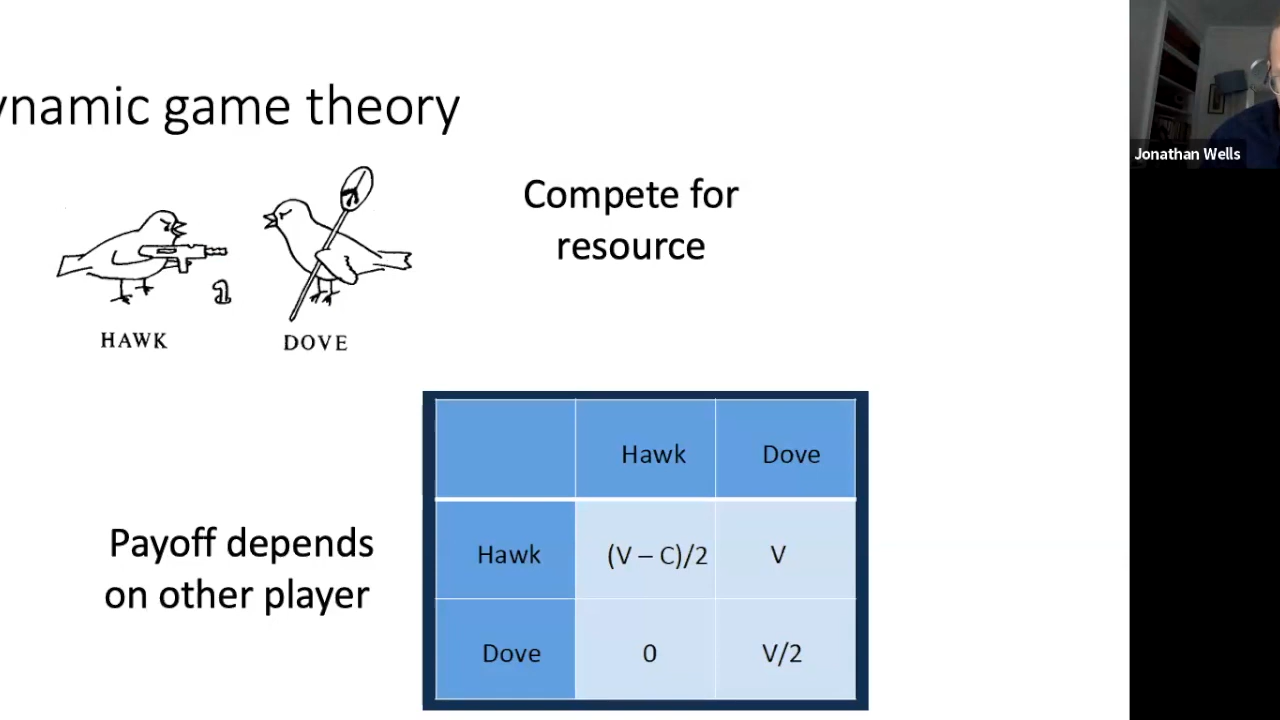 ynamic game theory
Jonathan Wells
Compete for
resource
HAWK
DOVE
Hawk Dove
Payoff depends
on other player
Hawk (V – C)/2 V
Dove 0 V/2